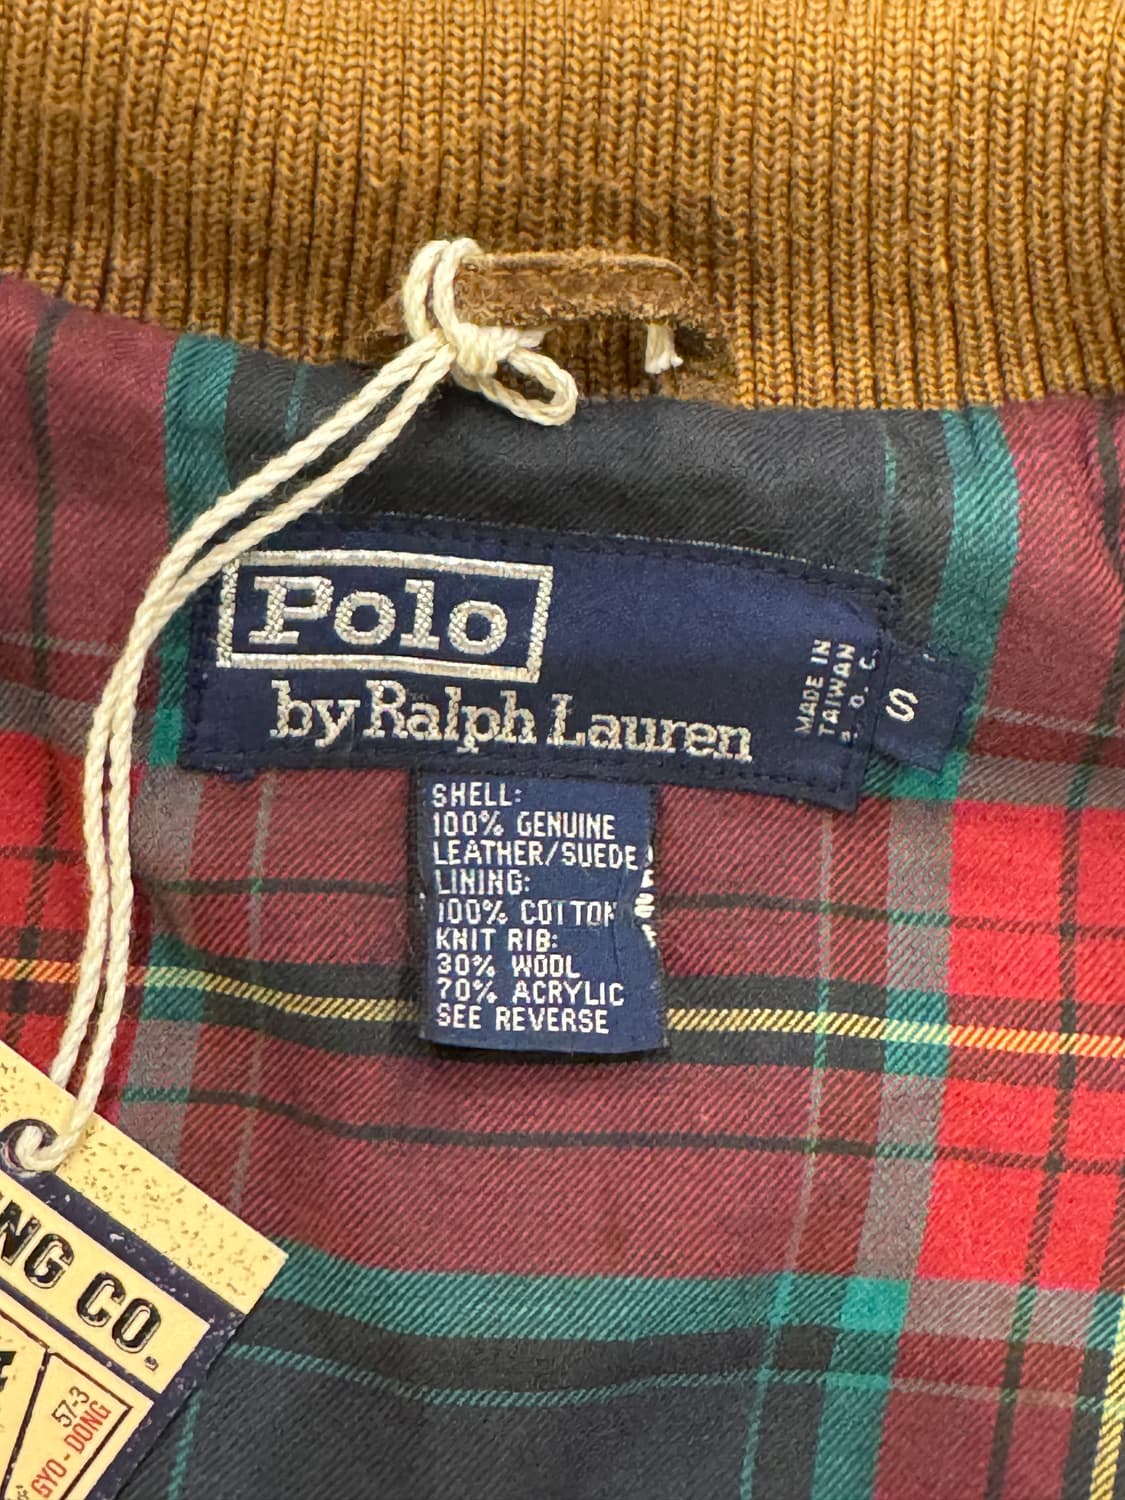 Polo
by Ralph Lauren
MADE IN
TAIWAN
R. O. C.
S
SHELL:
100% GENUINE
LEATHER/SUEDE
LINING:
100% COTTON
KNIT RIB:
30% WOOL
70% ACRYLIC
SEE REVERSE
NG CO.
57-3
GYO-DONG